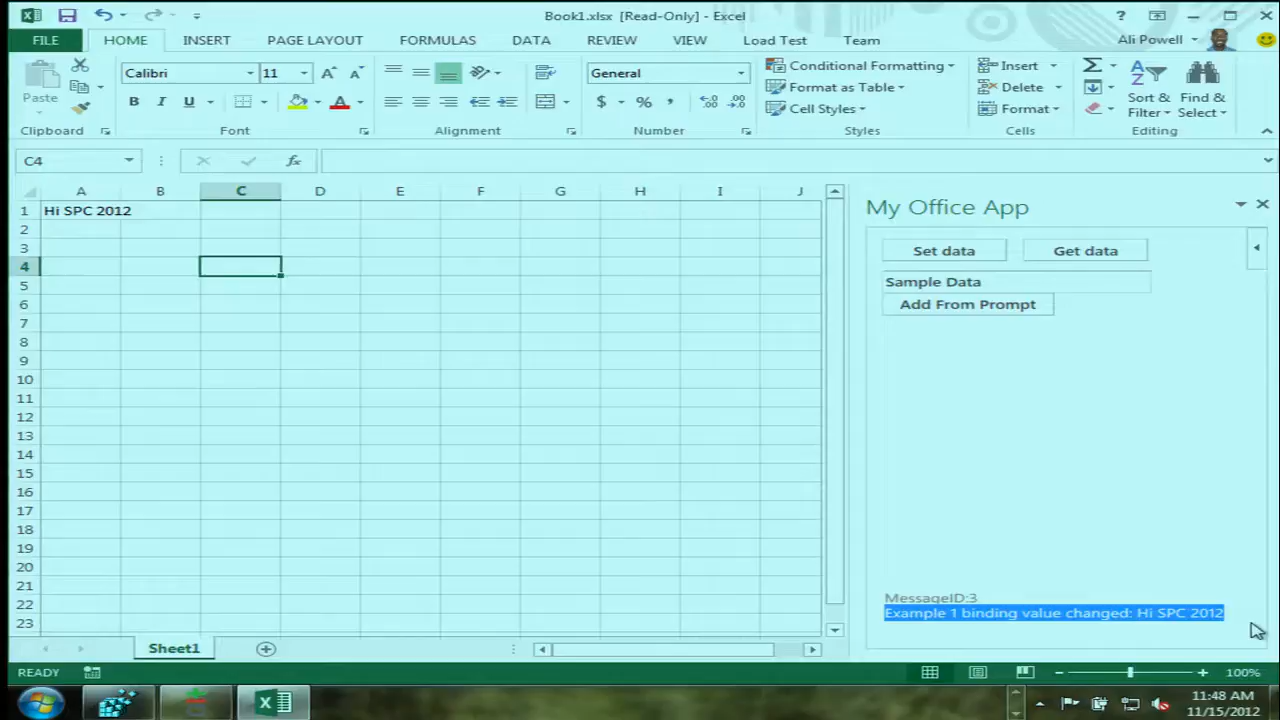 Book1.xlsx [Read-Only] - Excel
?
FILE
HOME
INSERT
PAGE LAYOUT
FORMULAS
DATA
REVIEW
VIEW
Load Test
Team
Ali Powell
Paste
Clipboard
Calibri
11
B I U
Font
Alignment
General
$ % ,
Number
Conditional Formatting
Format as Table
Cell Styles
Styles
Insert
Delete
Format
Cells
Sort &
Filter
Find &
Select
Editing
C4
fx
A B C D E F G H I J
1 Hi SPC 2012
2
3
4
5
6
7
8
9
10
11
12
13
14
15
16
17
18
19
20
21
22
23
Sheet1
My Office App
Set data
Get data
Sample Data
Add From Prompt
MessageID:3
Example 1 binding value changed: Hi SPC 2012
READY
100%
11:48 AM
11/15/2012